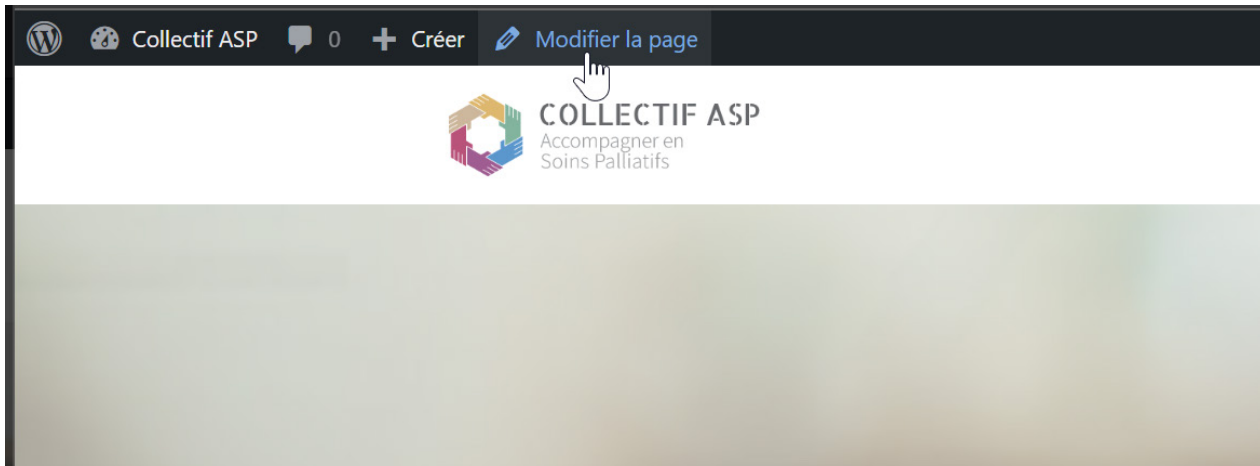 Collectif ASP 0 + Créer Modifier la page
COLLECTIF ASP
Accompagner en
Soins Palliatifs